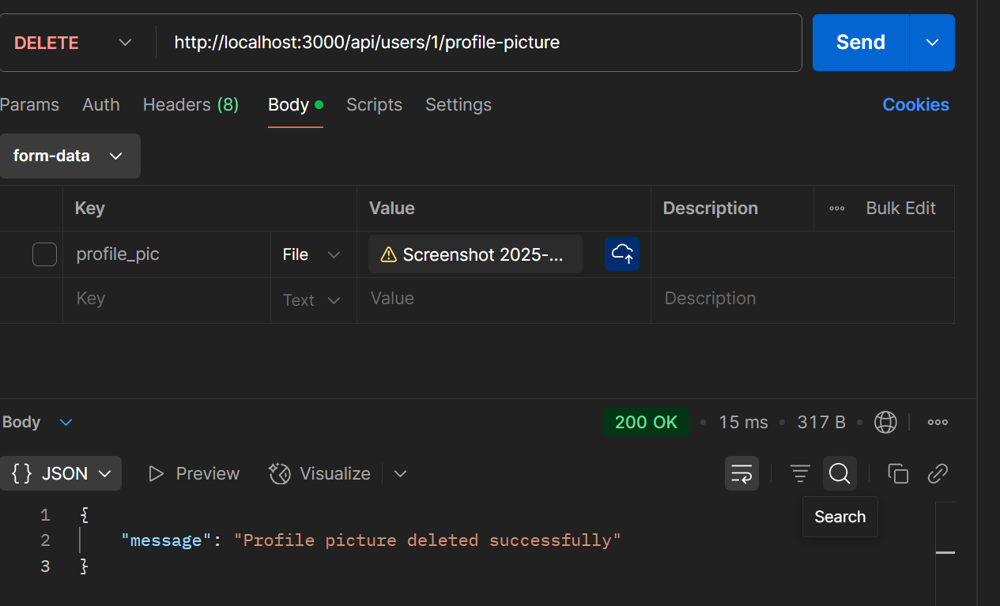 DELETE http://localhost:3000/api/users/1/profile-picture Send
Params Auth Headers (8) Body Scripts Settings Cookies
form-data
Key Value Description Bulk Edit
profile_pic File Screenshot 2025-...
Key Text Value Description
Body 200 OK 15 ms 317 B
{} JSON Preview Visualize
Search
1 {
2 "message": "Profile picture deleted successfully"
3 }